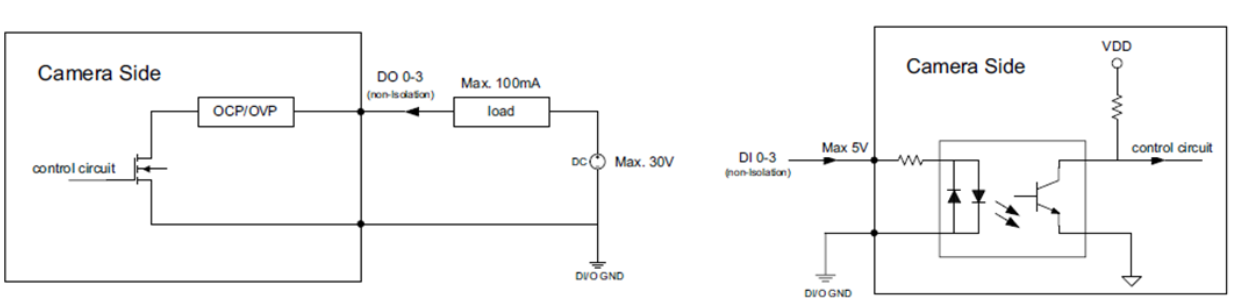 Camera Side
DO 0-3
(non-Isolation)
Max. 100mA
OCP/OVP
load
control circuit
DC
Max. 30V
DI/O GND
Camera Side
VDD
DI 0-3
(non-Isolation)
Max 5V
control circuit
DI/O GND